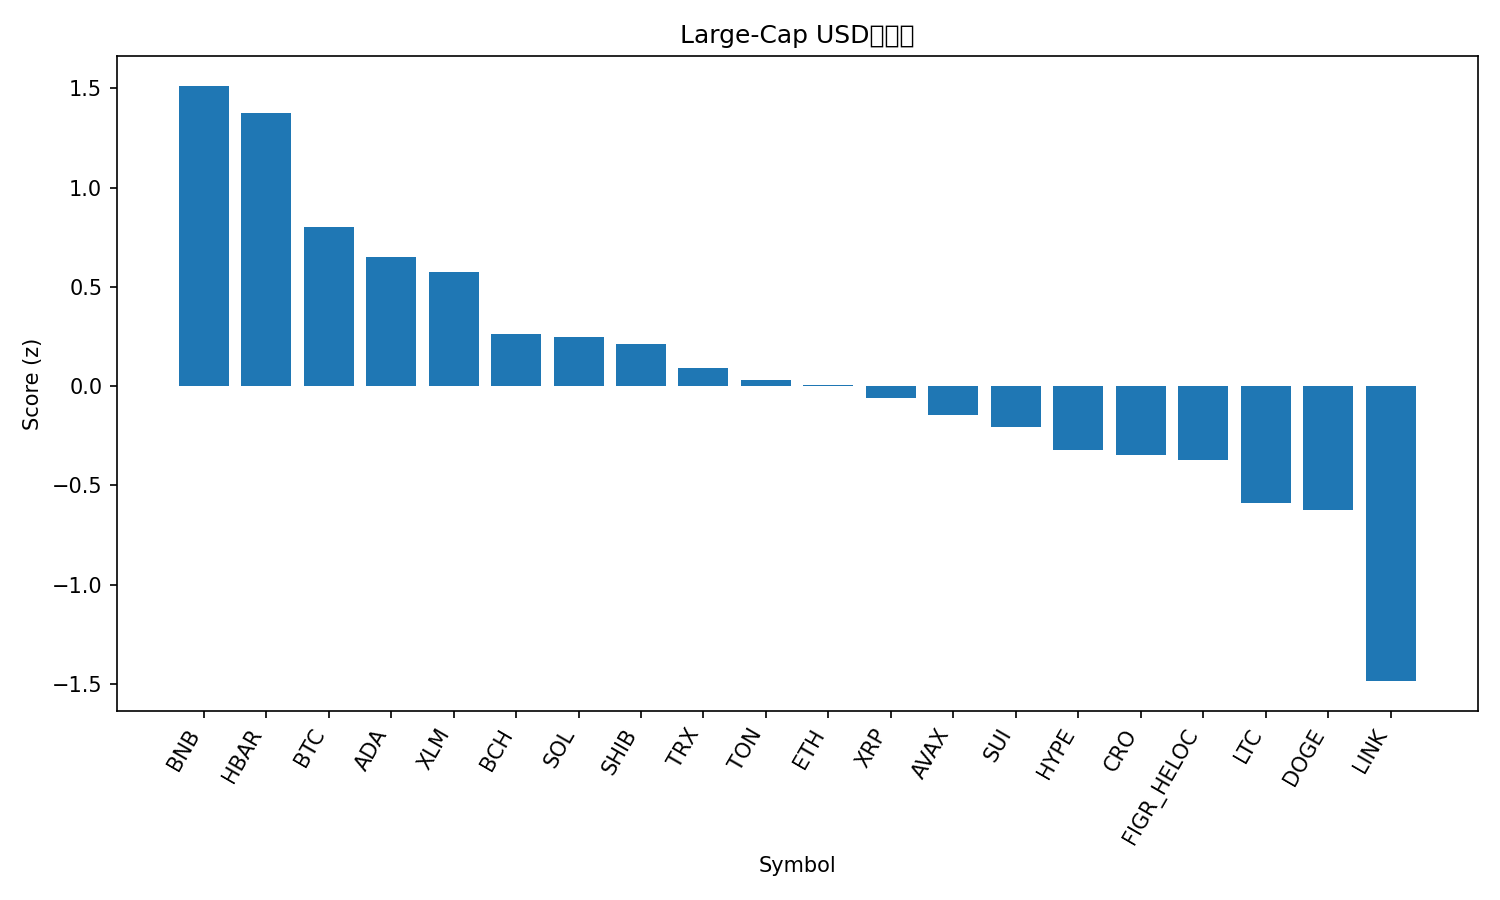 Large-Cap USD
Score (z)
1.5
1.0
0.5
0.0
−0.5
−1.0
−1.5
BNB
HBAR
BTC
ADA
XLM
BCH
SOL
SHIB
TRX
TON
ETH
XRP
AVAX
SUI
HYPE
CRO
FIGR_HELOC
LTC
DOGE
LINK
Symbol